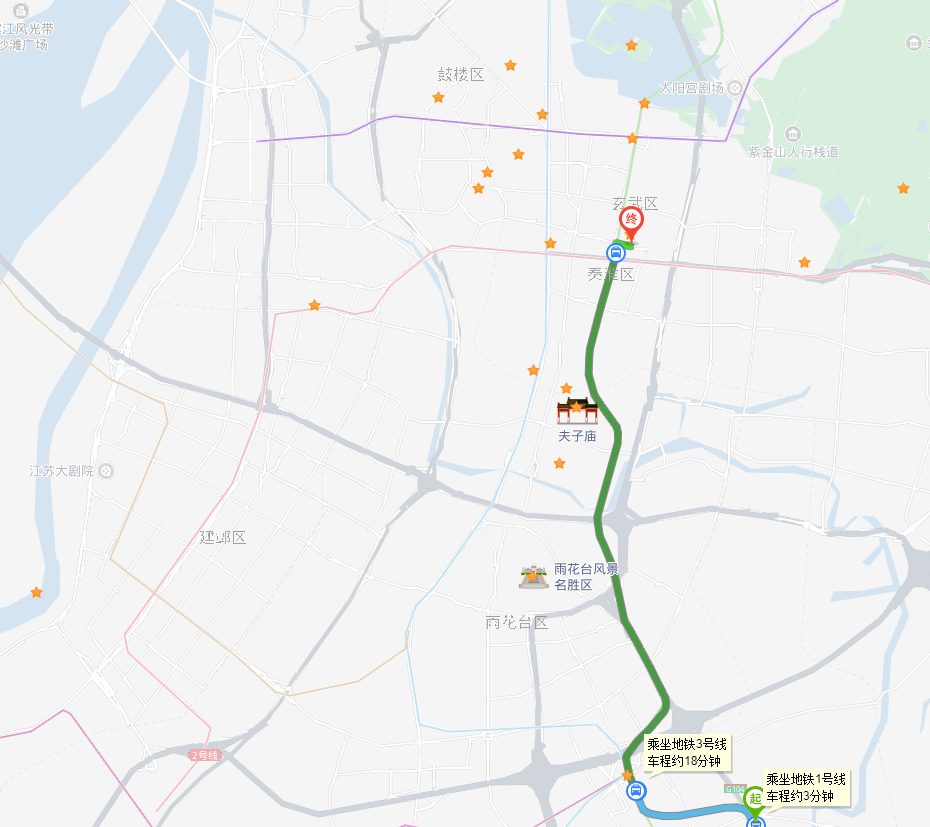 江风光带
沙滩广场
鼓楼区
太阳宫剧场
紫金山人行栈道
玄武区
终
秦淮区
夫子庙
江苏大剧院
建邺区
雨花台风景
名胜区
雨花台区
2号线
乘坐地铁3号线
车程约18分钟
G104
起
乘坐地铁1号线
车程约3分钟